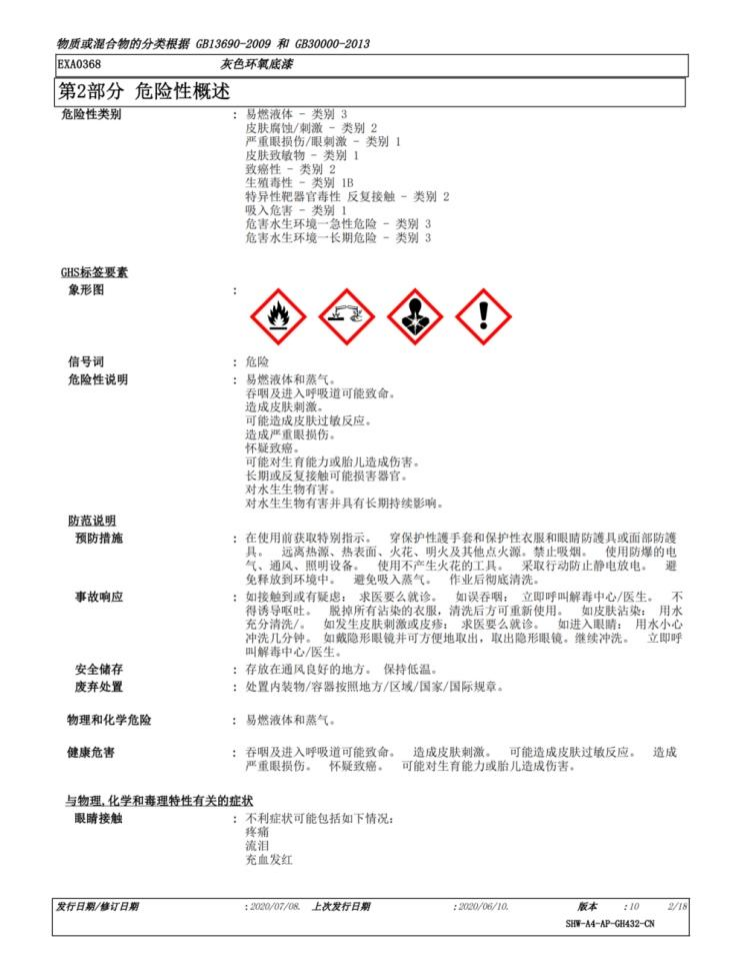 物质或混合物的分类根据 GB13690-2009 和 GB30000-2013
EXA0368 灰色环氧底漆
第2部分 危险性概述
危险性类别 : 易燃液体 - 类别 3
皮肤腐蚀/刺激 - 类别 2
严重眼损伤/眼刺激 - 类别 1
皮肤致敏物 - 类别 1
致癌性 - 类别 2
生殖毒性 - 类别 1B
特异性靶器官毒性 反复接触 - 类别 2
吸入危害 - 类别 1
危害水生环境一急性危险 - 类别 3
危害水生环境一长期危险 - 类别 3
GHS标签要素
象形图 :
信号词 : 危险
危险性说明 : 易燃液体和蒸气。
吞咽及进入呼吸道可能致命。
造成皮肤刺激。
可能造成皮肤过敏反应。
造成严重眼损伤。
怀疑致癌。
可能对生育能力或胎儿造成伤害。
长期或反复接触可能损害器官。
对水生生物有害。
对水生生物有害并具有长期持续影响。
防范说明
预防措施 : 在使用前获取特别指示。 穿保护性護手套和保护性衣服和眼睛防護具或面部防護
具。 远离热源、热表面、火花、明火及其他点火源。禁止吸烟。 使用防爆的电
气、通风、照明设备。 使用不产生火花的工具。 采取行动防止静电放电。 避
免释放到环境中。 避免吸入蒸气。 作业后彻底清洗。
事故响应 : 如接触到或有疑虑: 求医要么就诊。 如误吞咽: 立即呼叫解毒中心/医生。 不
得诱导呕吐。 脱掉所有沾染的衣服，清洗后方可重新使用。 如皮肤沾染: 用水
充分清洗/。 如发生皮肤刺激或皮疹: 求医要么就诊。 如进入眼睛: 用水小心
冲洗几分钟。 如戴隐形眼镜并可方便地取出，取出隐形眼镜。继续冲洗。 立即呼
叫解毒中心/医生。
安全储存 : 存放在通风良好的地方。 保持低温。
废弃处置 : 处置内装物/容器按照地方/区域/国家/国际规章。
物理和化学危险 : 易燃液体和蒸气。
健康危害 : 吞咽及进入呼吸道可能致命。 造成皮肤刺激。 可能造成皮肤过敏反应。 造成
严重眼损伤。 怀疑致癌。 可能对生育能力或胎儿造成伤害。
与物理,化学和毒理特性有关的症状
眼睛接触 : 不利症状可能包括如下情况:
疼痛
流泪
充血发红
发行日期/修订日期 : 2020/07/08. 上次发行日期 : 2020/06/10. 版本 : 10 2/18
SHW-A4-AP-GH432-CN